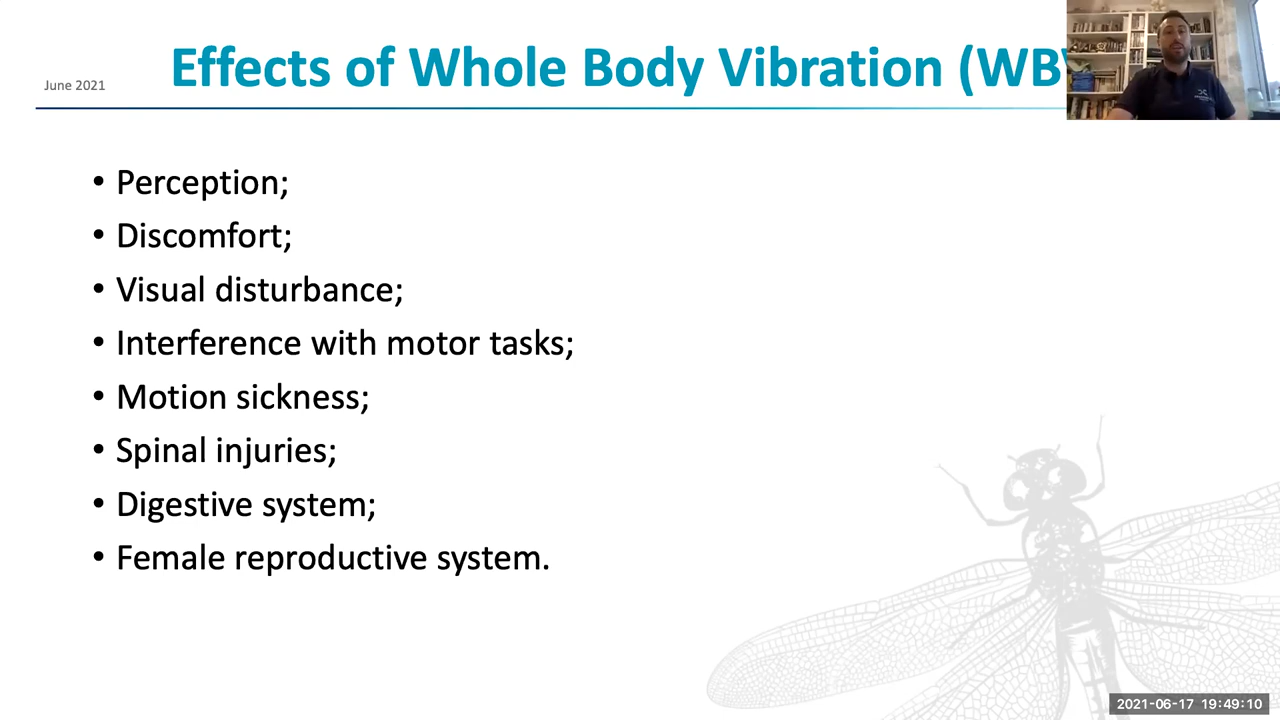 Effects of Whole Body Vibration (WB
June 2021
• Perception;
• Discomfort;
• Visual disturbance;
• Interference with motor tasks;
• Motion sickness;
• Spinal injuries;
• Digestive system;
• Female reproductive system.
2021-06-17 19:49:10